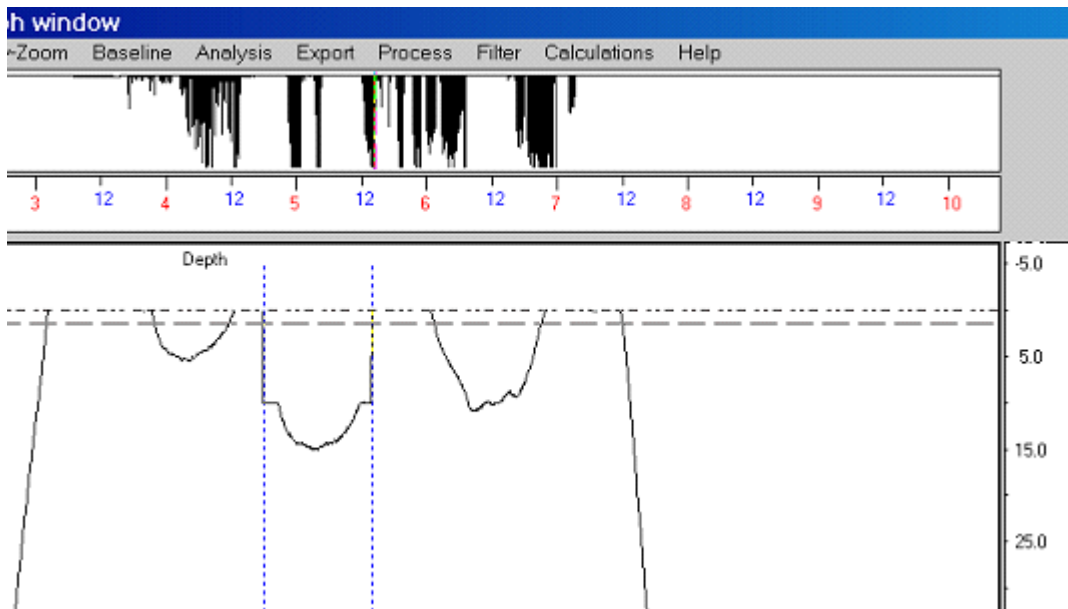 ph window
Zoom Baseline Analysis Export Process Filter Calculations Help
3 12 4 12 5 12 6 12 7 12 8 12 9 12 10
Depth
-5.0
5.0
15.0
25.0